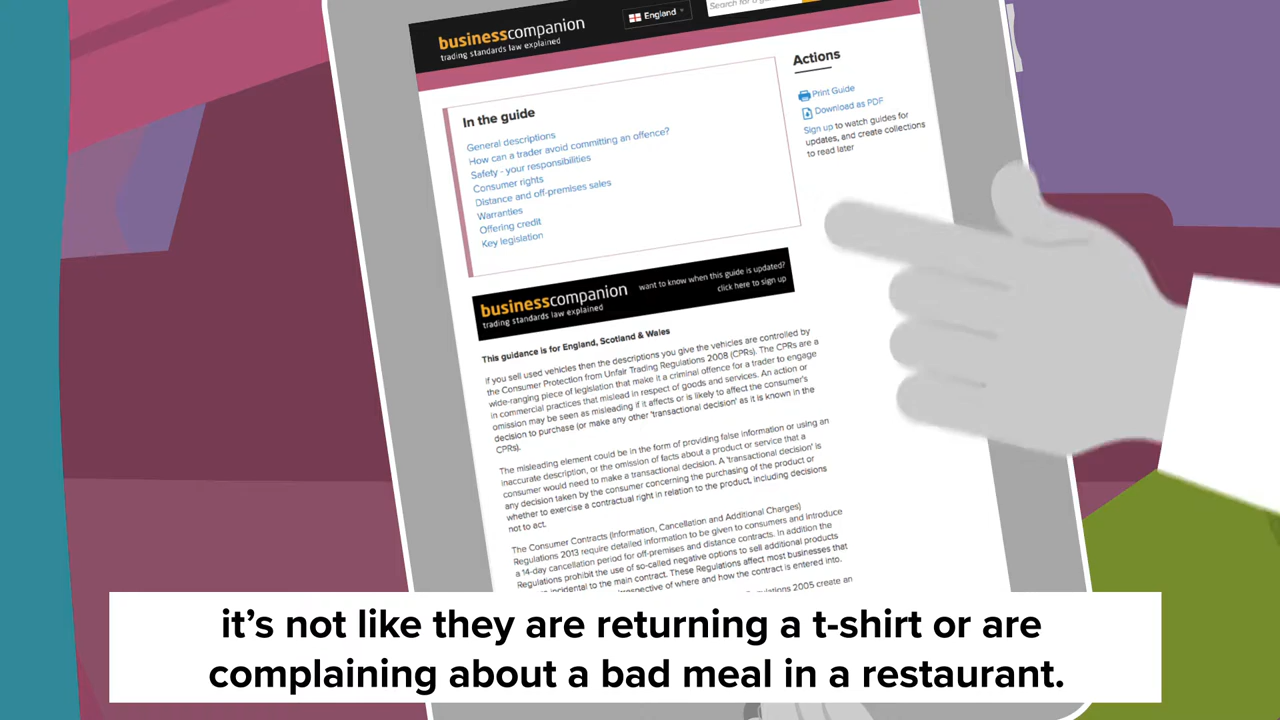 businesscompanion
trading standards law explained
England
Search for a
In the guide
General descriptions
How can a trader avoid committing an offence?
Safety - your responsibilities
Consumer rights
Distance and off-premises sales
Warranties
Offering credit
Key legislation
Actions
Print Guide
Download as PDF
Sign up to watch guides for
updates, and create collections
to read later
businesscompanion
trading standards law explained
want to know when this guide is updated?
click here to sign up
This guidance is for England, Scotland & Wales
If you sell used vehicles then the descriptions you give the vehicles are controlled by
the Consumer Protection from Unfair Trading Regulations 2008 (CPRs). The CPRs are a
wide-ranging piece of legislation that make it a criminal offence for a trader to engage
in commercial practices that mislead in respect of goods and services. An action or
omission may be seen as misleading if it affects or is likely to affect the consumer's
decision to purchase (or make any other 'transactional decision' as it is known in the
CPRs).
The misleading element could be in the form of providing false information or using an
inaccurate description, or the omission of facts about a product or service that a
consumer would need to make a transactional decision. A 'transactional decision' is
any decision taken by the consumer concerning the purchasing of the product or
whether to exercise a contractual right in relation to the product, including decisions
not to act.
The Consumer Contracts (Information, Cancellation and Additional Charges)
Regulations 2013 require detailed information to be given to consumers and introduce
a 14-day cancellation period for off-premises and distance contracts. In addition the
Regulations prohibit the use of so-called negative options to sell additional products
incidental to the main contract. These Regulations affect most businesses that
irrespective of where and how the contract is entered into.
2005 create an
it's not like they are returning a t-shirt or are
complaining about a bad meal in a restaurant.